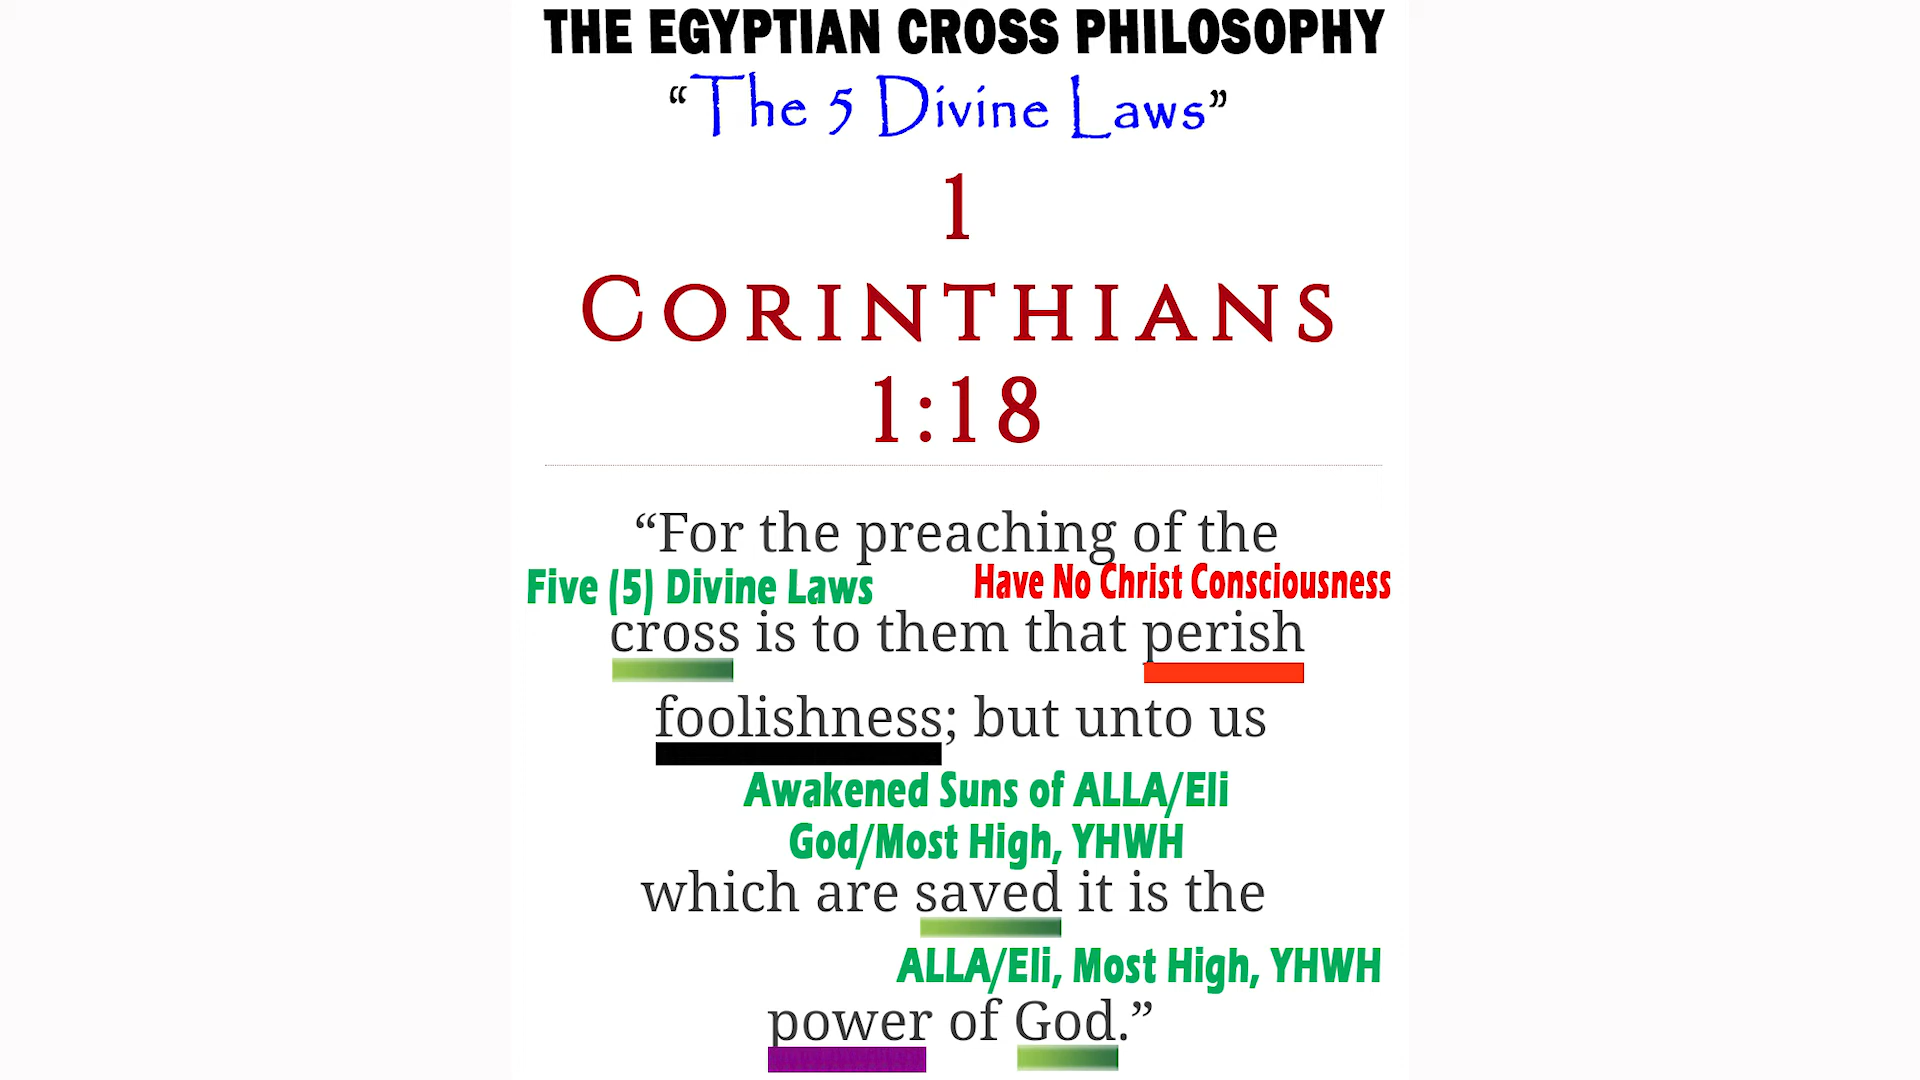 THE EGYPTIAN CROSS PHILOSOPHY
“The 5 Divine Laws”
1
CORINTHIANS
1:18
“For the preaching of the
Five (5) Divine Laws Have No Christ Consciousness
cross is to them that perish
foolishness; but unto us
Awakened Suns of ALLA/Eli
God/Most High, YHWH
which are saved it is the
ALLA/Eli, Most High, YHWH
power of God.”